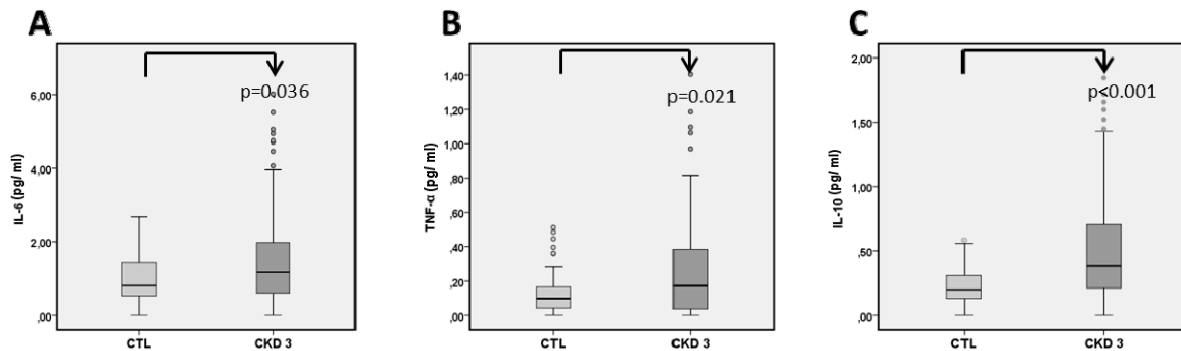 A
IL-6 (pg/ ml)
6,00
4,00
2,00
,00
p=0.036
CTL CKD 3
B
TNF-α (pg/ ml)
1,40
1,20
1,00
,80
,60
,40
,20
,00
p=0.021
CTL CKD 3
C
IL-10 (pg/ ml)
2,00
1,50
1,00
,50
,00
p<0.001
CTL CKD 3